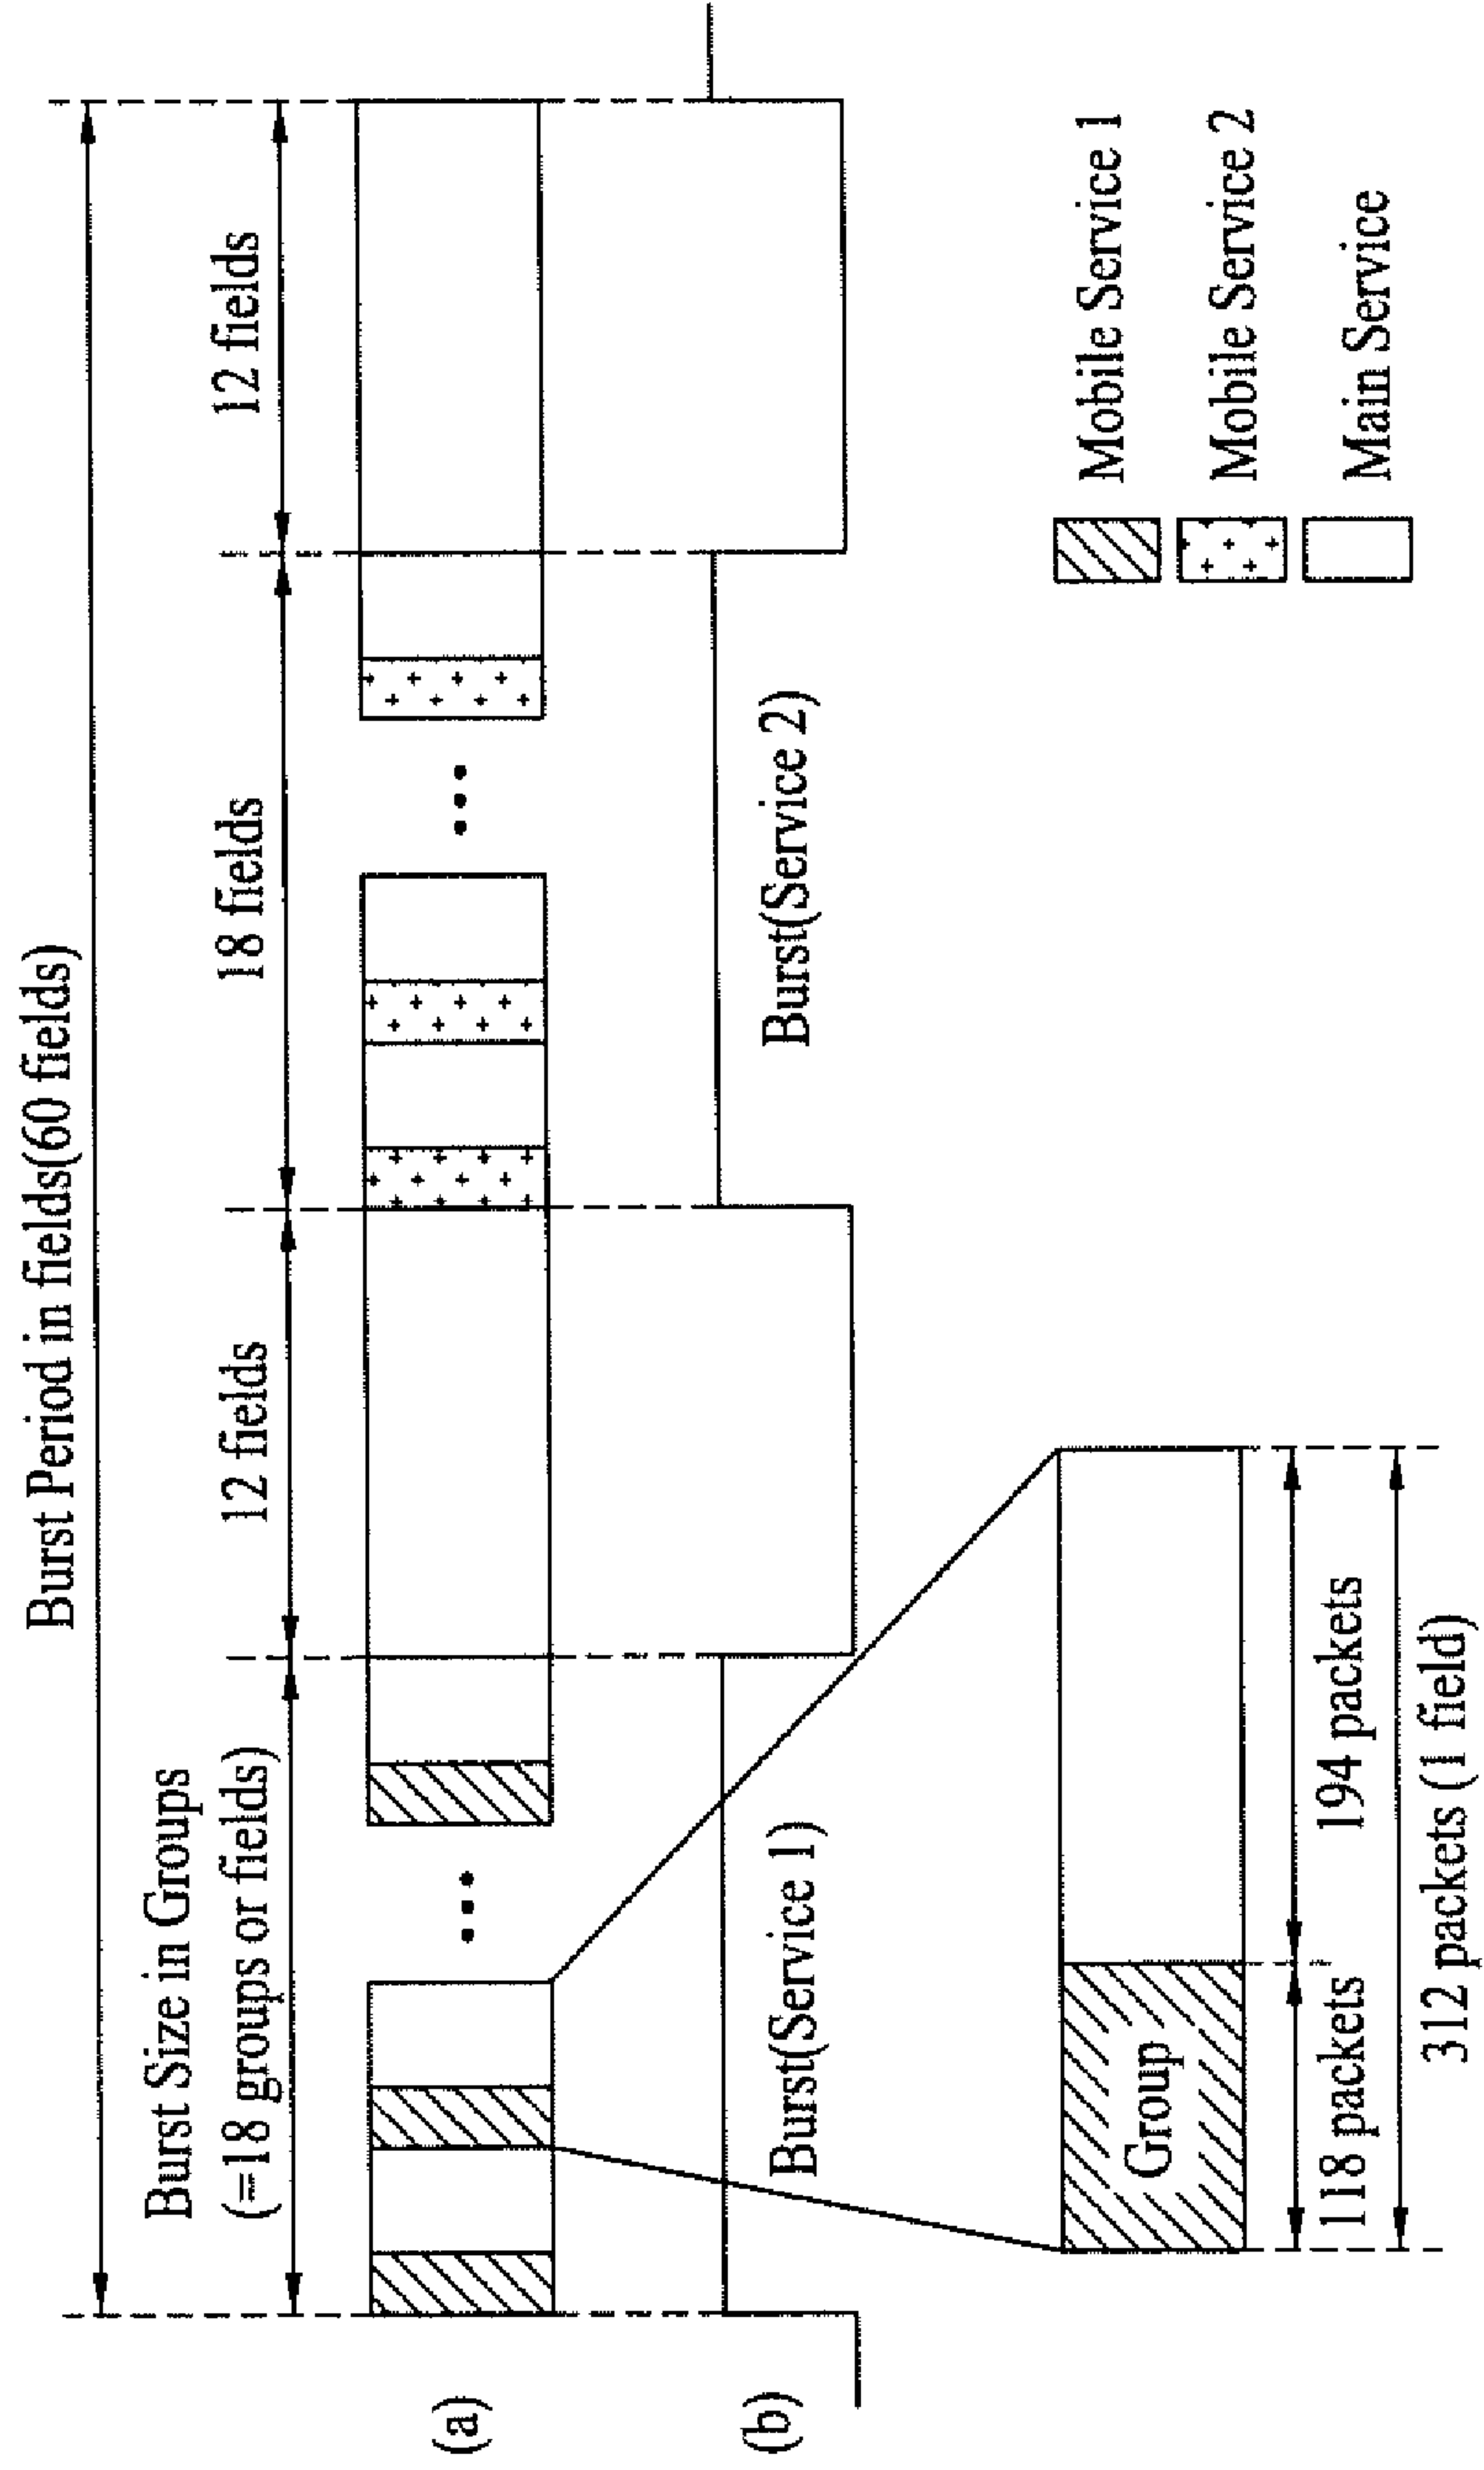 Burst Period in fields(60 fields)
Burst Size in Groups
(=18 groups or fields)
12 fields
18 fields
12 fields
(a)
•••
•••
(b)
Burst(Service 1)
Burst(Service 2)
Group
118 packets
194 packets
312 packets (1 field)
Mobile Service 1
Mobile Service 2
Main Service